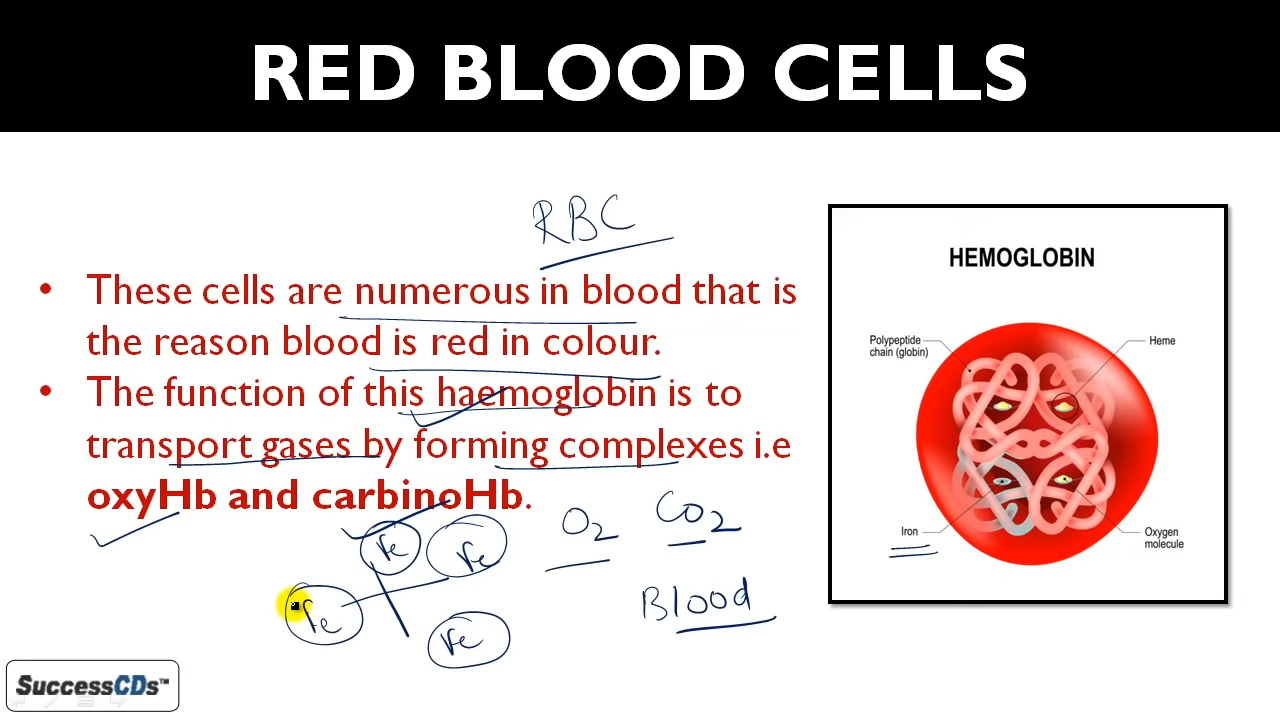 RED BLOOD CELLS
RBC
• These cells are numerous in blood that is
the reason blood is red in colour.
• The function of this haemoglobin is to
transport gases by forming complexes i.e
oxyHb and carbinoHb.
O2 CO2
Fe Fe
Fe Fe
Blood
HEMOGLOBIN
Polypeptide
chain (globin)
Heme
Iron
Oxygen
molecule
SuccessCDs™